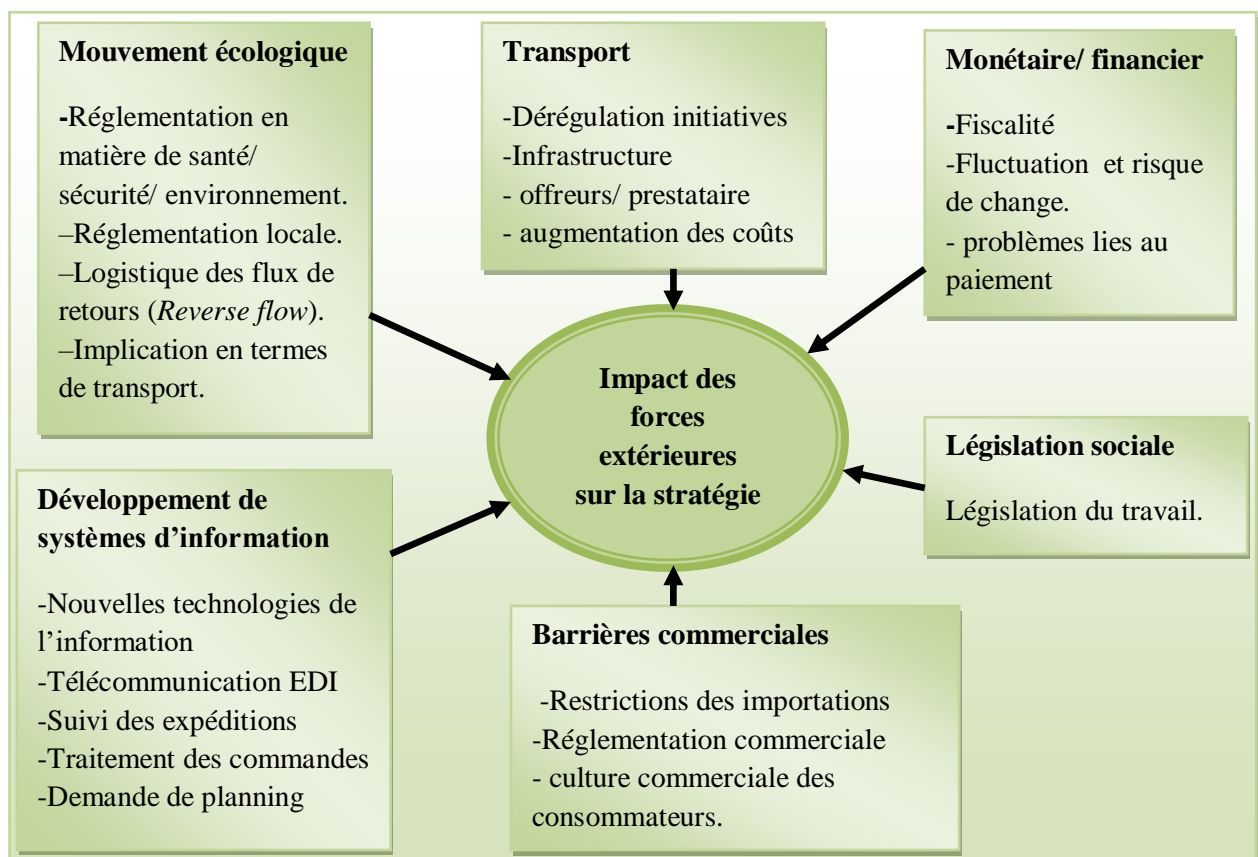 Mouvement écologique
-Réglementation en
matière de santé/
sécurité/ environnement.
–Réglementation locale.
–Logistique des flux de
retours (Reverse flow).
–Implication en termes
de transport.
Transport
-Dérégulation initiatives
-Infrastructure
- offreurs/ prestataire
- augmentation des coûts
Monétaire/ financier
-Fiscalité
-Fluctuation et risque
de change.
- problèmes lies au
paiement
Impact des
forces
extérieures
sur la stratégie
Législation sociale
Législation du travail.
Développement de
systèmes d’information
-Nouvelles technologies de
l’information
-Télécommunication EDI
-Suivi des expéditions
-Traitement des commandes
-Demande de planning
Barrières commerciales
-Restrictions des importations
-Réglementation commerciale
- culture commerciale des
consommateurs.